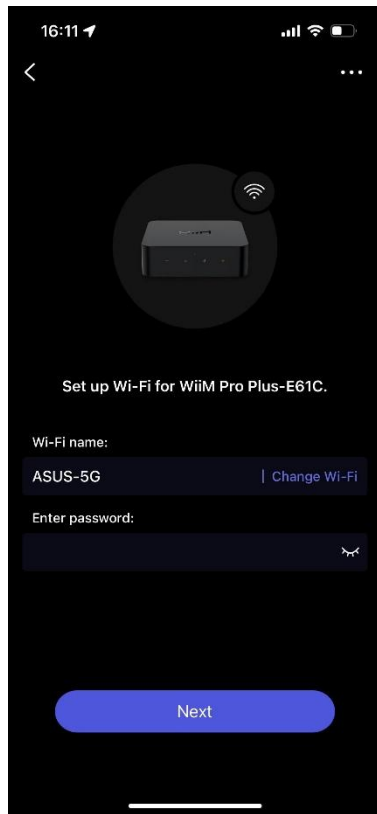 16:11
WiiM
Set up Wi-Fi for WiiM Pro Plus-E61C.
Wi-Fi name:
ASUS-5G | Change Wi-Fi
Enter password:
Next